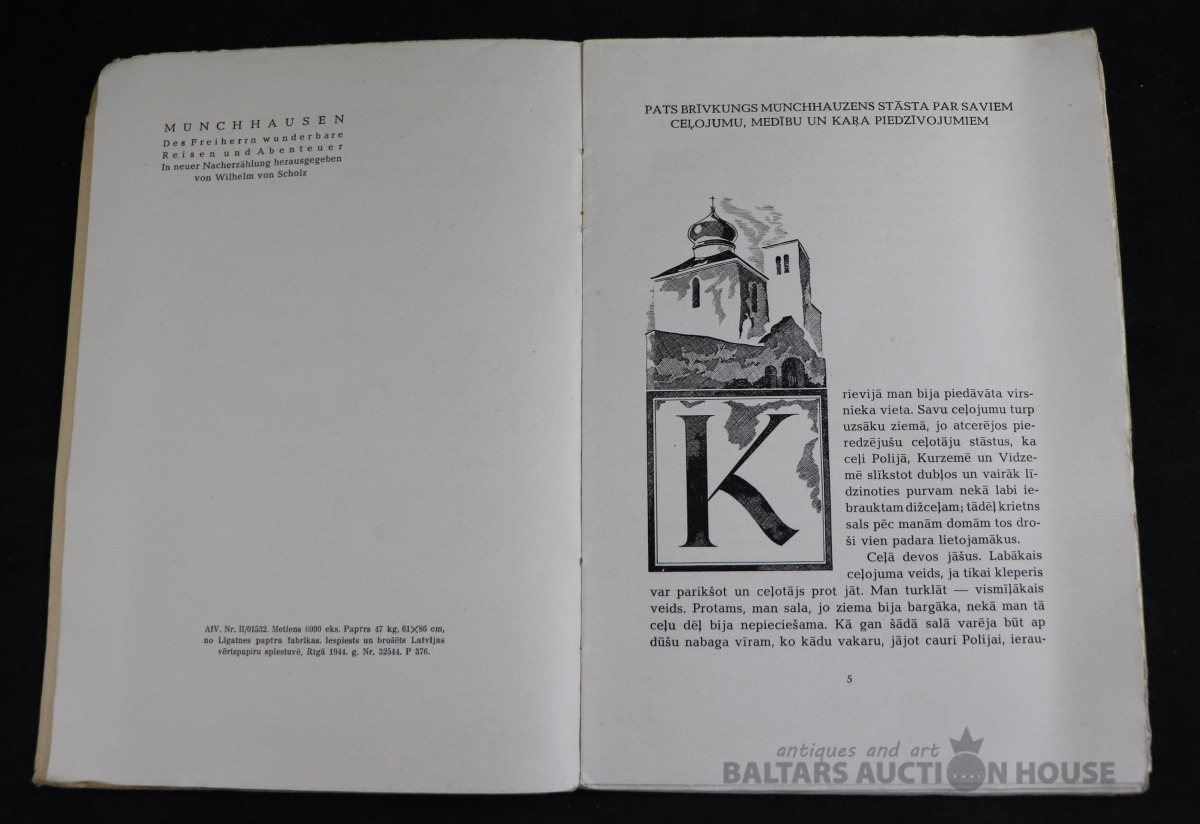 MŪNCHHAUSEN
Des Freiherrn wunderbare
Reisen und Abenteuer
In neuer Nacherzählung herausgegeben
von Wilhelm von Scholz
AfV. Nr. II/01532. Metiens 6000 eks. Papīrs 47 kg, 61×86 cm,
no Līgatnes papīra fabrikas. Iespiests un brošēts Latvijas
vērtspapīru spiestuvē, Rīgā 1944. g. Nr. 32544. P 376.
PATS BRĪVKUNGS MŪNCHHAUZENS STĀSTA PAR SAVIEM
CEĻOJUMU, MEDĪBU UN KAŖA PIEDZĪVOJUMIEM
K
rievijā man bija piedāvāta virs-
nieka vieta. Savu ceļojumu turp
uzsāku ziemā, jo atcerējos pie-
redzējušu ceļotāju stāstus, ka
ceļi Polijā, Kurzemē un Vidze-
mē slīkstot dubļos un vairāk lī-
dzinoties purvam nekā labi ie-
brauktam dižceļam; tādēļ krietns
sals pēc manām domām tos dro-
ši vien padara lietojamākus.
Ceļā devos jāšus. Labākais
ceļojuma veids, ja tikai kleperis
var parikšot un ceļotājs prot jāt. Man turklāt — vismīļākais
veids. Protams, man sala, jo ziema bija bargāka, nekā man tā
ceļu dēļ bija nepieciešama. Kā gan šādā salā varēja būt ap
dūšu nabaga vīram, ko kādu vakaru, jājot cauri Polijai, ierau-
5
antiques and art
BALTARS AUCTION HOUSE